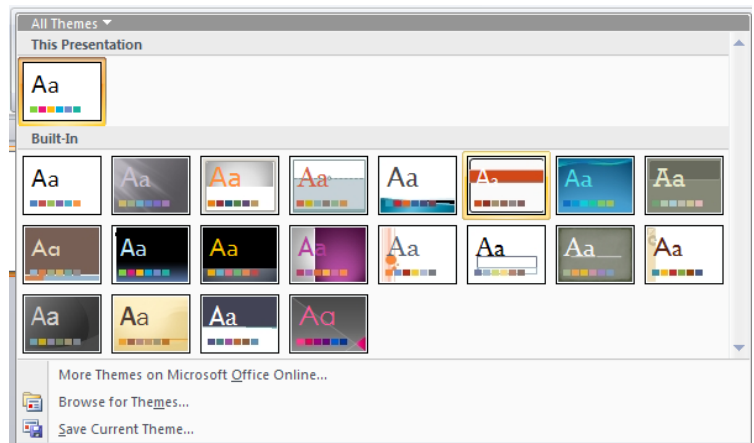 All Themes
This Presentation
Aa
Built-In
Aa Aa Aa Aa Aa Aa Aa Aa
Aa Aa Aa Aa Aa Aa Aa Aa
Aa Aa Aa Aa
More Themes on Microsoft Office Online...
Browse for Themes...
Save Current Theme...